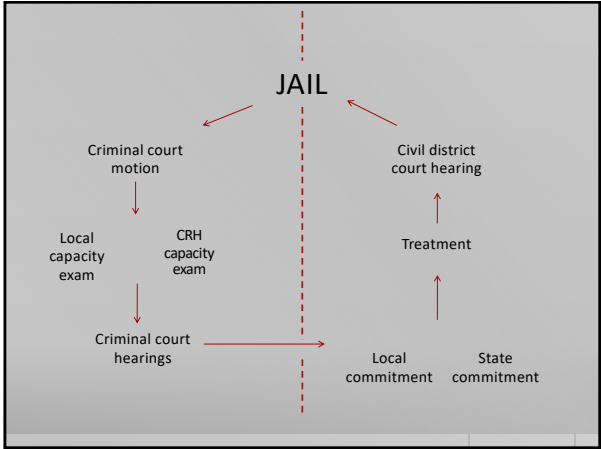 JAIL
Criminal court
motion
Local
capacity
exam
CRH
capacity
exam
Criminal court
hearings
Local
commitment
State
commitment
Treatment
Civil district
court hearing